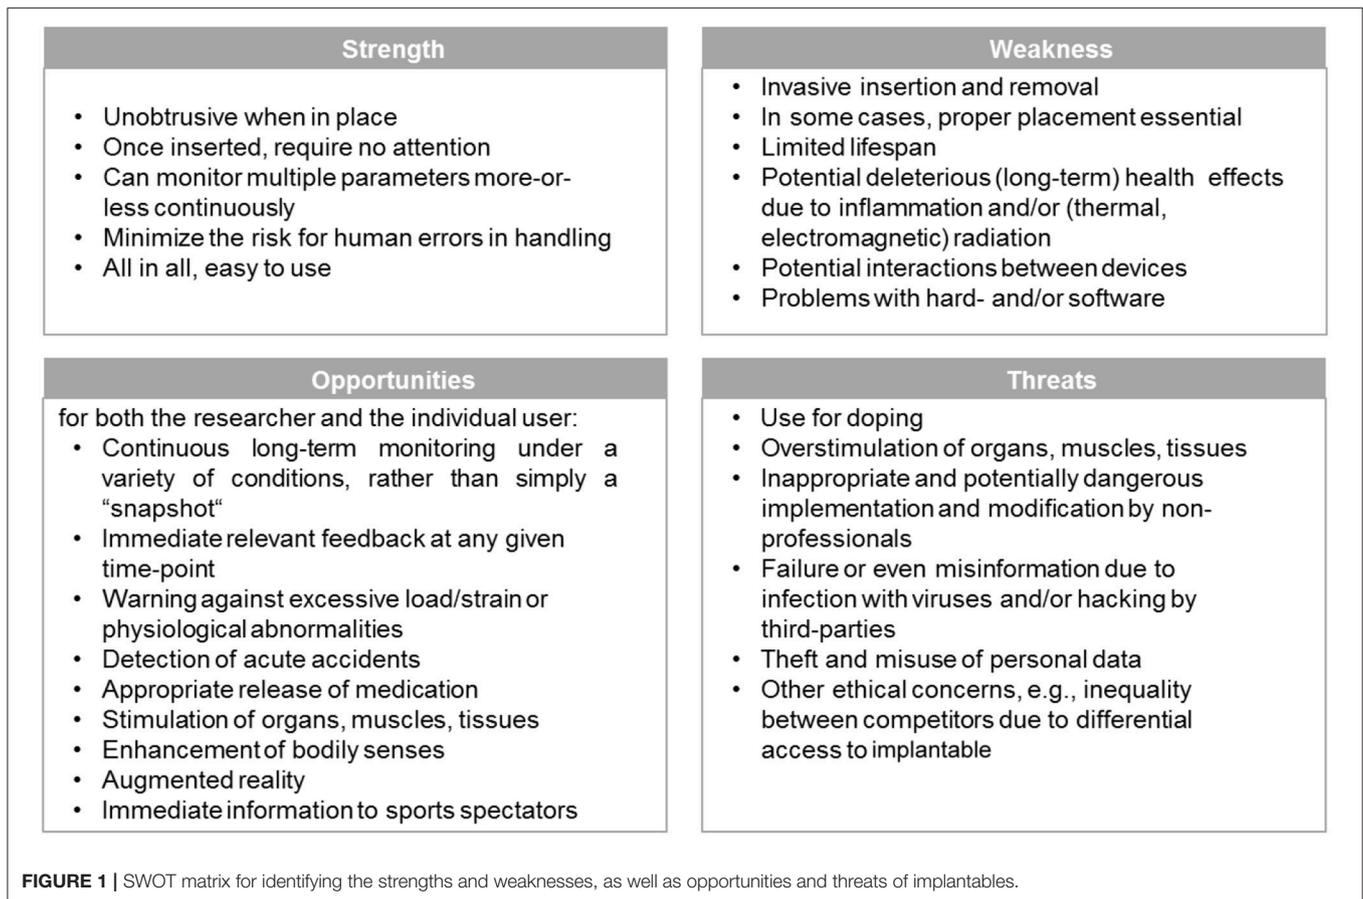 Strength
• Unobtrusive when in place
• Once inserted, require no attention
• Can monitor multiple parameters more-or-
less continuously
• Minimize the risk for human errors in handling
• All in all, easy to use
Weakness
• Invasive insertion and removal
• In some cases, proper placement essential
• Limited lifespan
• Potential deleterious (long-term) health effects
due to inflammation and/or (thermal,
electromagnetic) radiation
• Potential interactions between devices
• Problems with hard- and/or software
Opportunities
for both the researcher and the individual user:
• Continuous long-term monitoring under a
variety of conditions, rather than simply a
“snapshot“
• Immediate relevant feedback at any given
time-point
• Warning against excessive load/strain or
physiological abnormalities
• Detection of acute accidents
• Appropriate release of medication
• Stimulation of organs, muscles, tissues
• Enhancement of bodily senses
• Augmented reality
• Immediate information to sports spectators
Threats
• Use for doping
• Overstimulation of organs, muscles, tissues
• Inappropriate and potentially dangerous
implementation and modification by non-
professionals
• Failure or even misinformation due to
infection with viruses and/or hacking by
third-parties
• Theft and misuse of personal data
• Other ethical concerns, e.g., inequality
between competitors due to differential
access to implantable
FIGURE 1 | SWOT matrix for identifying the strengths and weaknesses, as well as opportunities and threats of implantables.